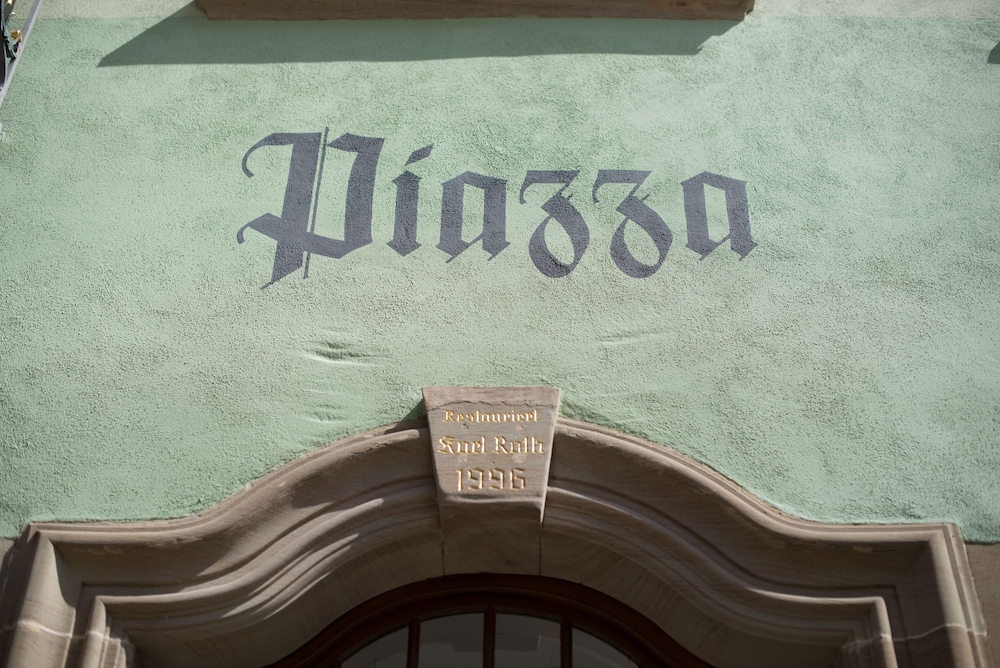 Piazza
Restauriert
Karl Roth
1996